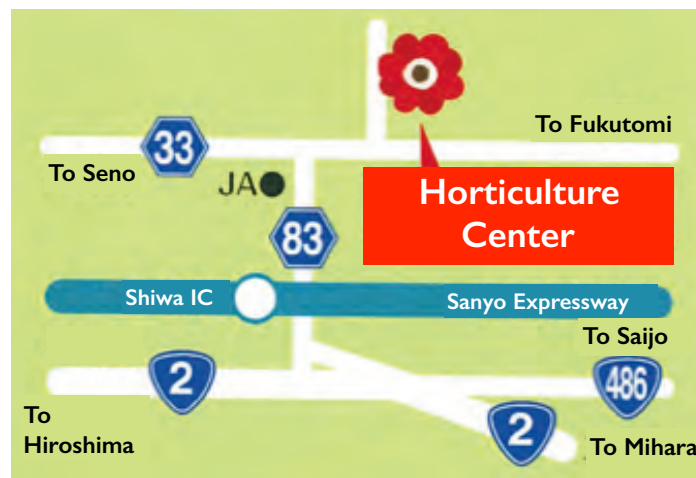 To Fukutomi
33
To Seno
JA
Horticulture
Center
83
Shiwa IC
Sanyo Expressway
To Saijo
2
486
To
Hiroshima
2
To Mihara